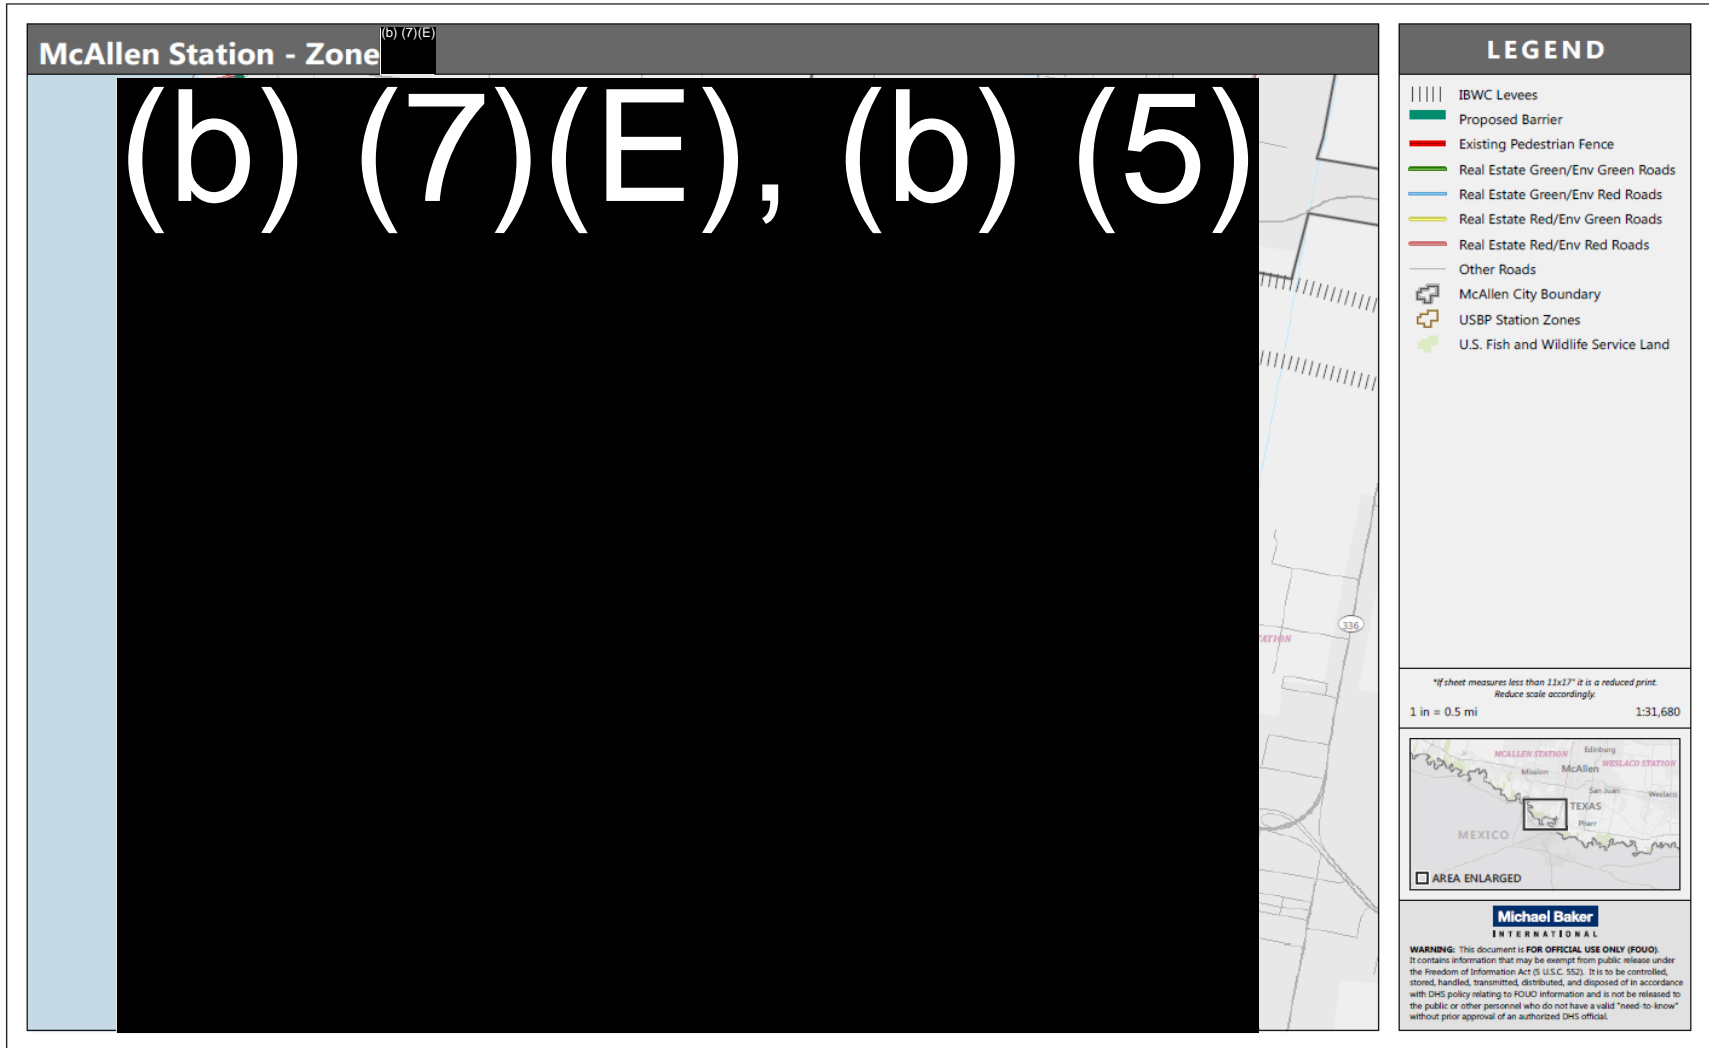 McAllen Station - Zone (b) (7)(E)
(b) (7)(E), (b) (5)
336
ATION
LEGEND
IBWC Levees
Proposed Barrier
Existing Pedestrian Fence
Real Estate Green/Env Green Roads
Real Estate Green/Env Red Roads
Real Estate Red/Env Green Roads
Real Estate Red/Env Red Roads
Other Roads
McAllen City Boundary
USBP Station Zones
U.S. Fish and Wildlife Service Land
*If sheet measures less than 11x17" it is a reduced print.
Reduce scale accordingly.
1 in = 0.5 mi 1:31,680
MCALLEN STATION
Edinburg
Mission
McAllen
WESLACO STATION
San Juan
Weslaco
TEXAS
Pharr
MEXICO
AREA ENLARGED
Michael Baker
INTERNATIONAL
WARNING: This document is FOR OFFICIAL USE ONLY (FOUO).
It contains information that may be exempt from public release under
the Freedom of Information Act (5 U.S.C. 552). It is to be controlled,
stored, handled, transmitted, distributed, and disposed of in accordance
with DHS policy relating to FOUO information and is not be released to
the public or other personnel who do not have a valid "need-to-know"
without prior approval of an authorized DHS official.